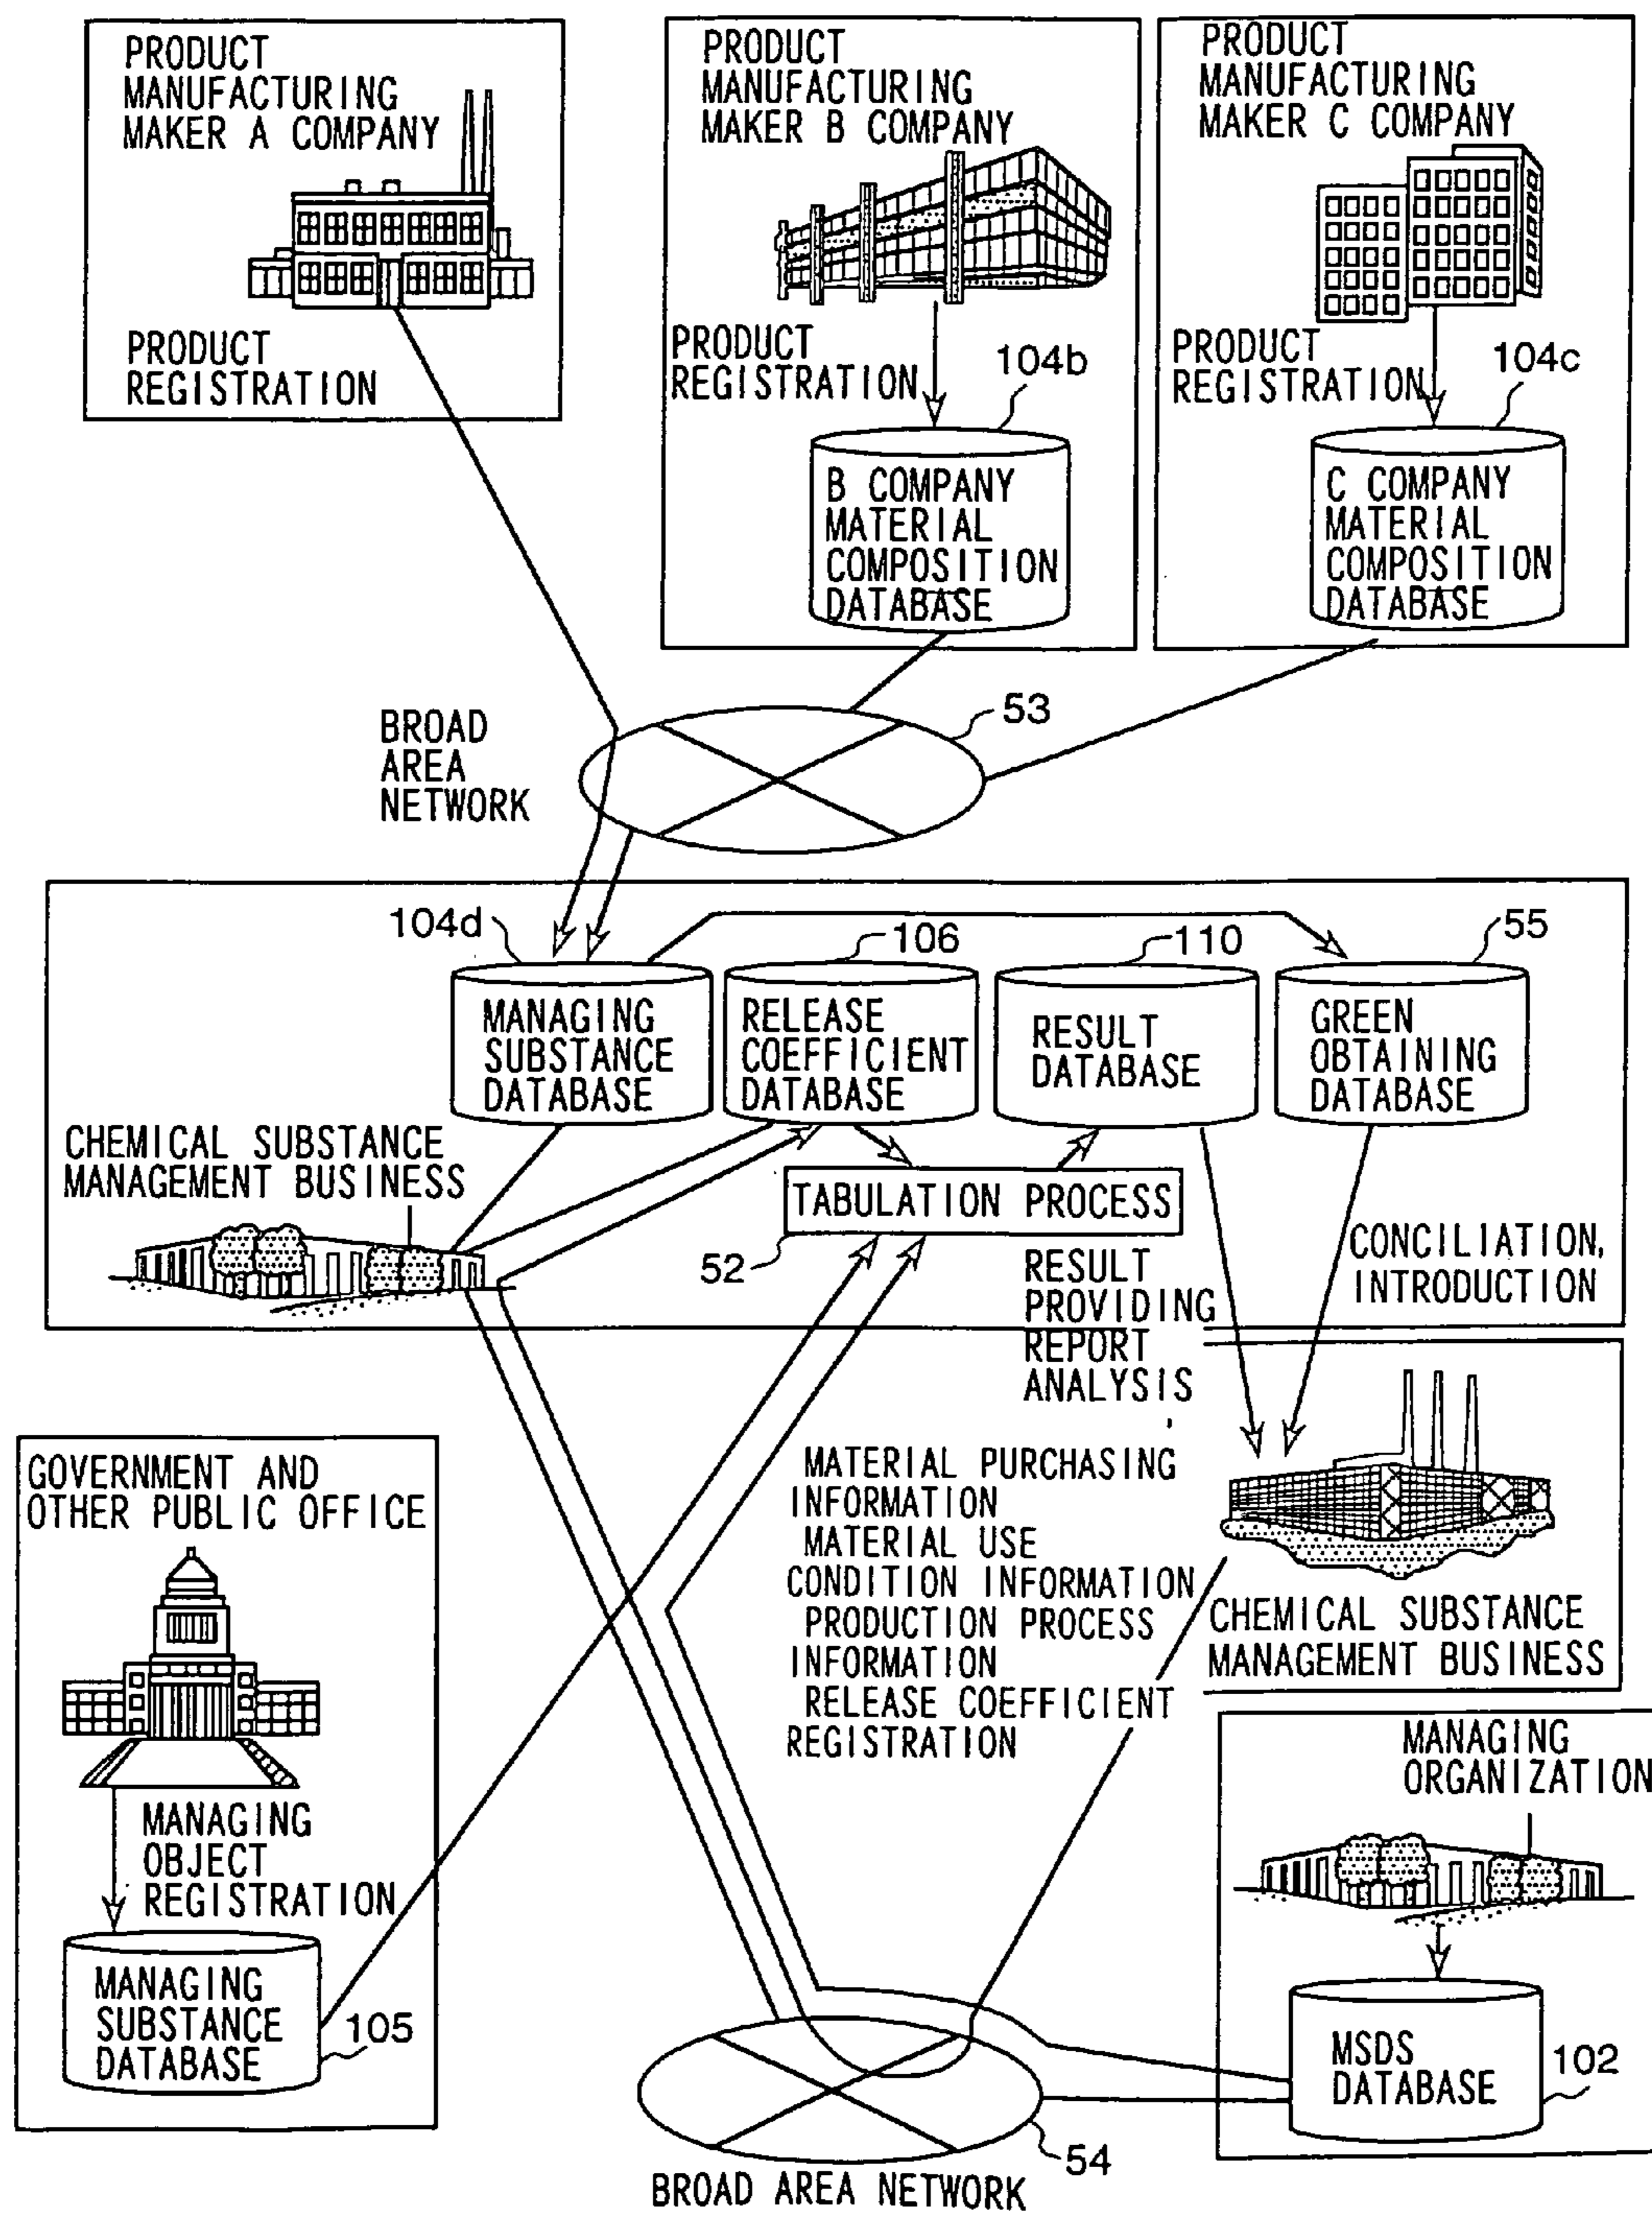 PRODUCT
MANUFACTURING
MAKER A COMPANY
PRODUCT
REGISTRATION
PRODUCT
MANUFACTURING
MAKER B COMPANY
PRODUCT
REGISTRATION
104b
B COMPANY
MATERIAL
COMPOSITION
DATABASE
PRODUCT
MANUFACTURING
MAKER C COMPANY
PRODUCT
REGISTRATION
104c
C COMPANY
MATERIAL
COMPOSITION
DATABASE
BROAD
AREA
NETWORK
53
104d
MANAGING
SUBSTANCE
DATABASE
106
RELEASE
COEFFICIENT
DATABASE
110
RESULT
DATABASE
55
GREEN
OBTAINING
DATABASE
CHEMICAL SUBSTANCE
MANAGEMENT BUSINESS
TABULATION PROCESS
52
RESULT
PROVIDING
REPORT
ANALYSIS
CONCILIATION,
INTRODUCTION
GOVERNMENT AND
OTHER PUBLIC OFFICE
MANAGING
OBJECT
REGISTRATION
MANAGING
SUBSTANCE
DATABASE
105
MATERIAL PURCHASING
INFORMATION
MATERIAL USE
CONDITION INFORMATION
PRODUCTION PROCESS
INFORMATION
RELEASE COEFFICIENT
REGISTRATION
CHEMICAL SUBSTANCE
MANAGEMENT BUSINESS
MANAGING
ORGANIZATION
MSDS
DATABASE
102
54
BROAD AREA NETWORK